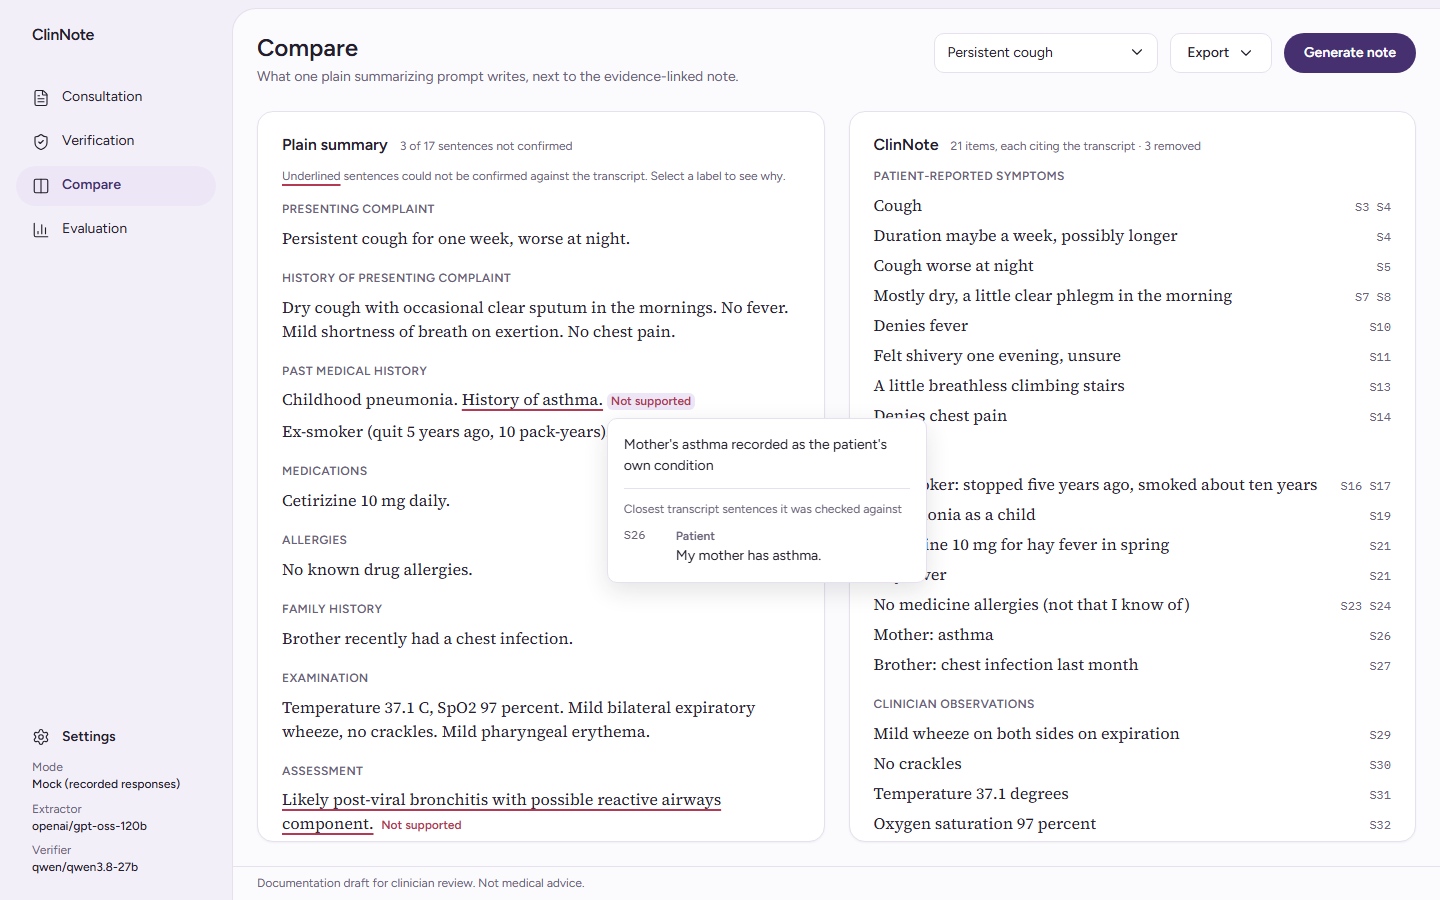 ClinNote
Consultation
Verification
Compare
Evaluation
Settings
Mode
Mock (recorded responses)
Extractor
openai/gpt-oss-120b
Verifier
qwen/qwen3.8-27b
Compare
What one plain summarizing prompt writes, next to the evidence-linked note.
Persistent cough
Export
Generate note
Plain summary 3 of 17 sentences not confirmed
Underlined sentences could not be confirmed against the transcript. Select a label to see why.
PRESENTING COMPLAINT
Persistent cough for one week, worse at night.
HISTORY OF PRESENTING COMPLAINT
Dry cough with occasional clear sputum in the mornings. No fever.
Mild shortness of breath on exertion. No chest pain.
PAST MEDICAL HISTORY
Childhood pneumonia. History of asthma. Not supported
Ex-smoker (quit 5 years ago, 10 pack-years)
MEDICATIONS
Cetirizine 10 mg daily.
ALLERGIES
No known drug allergies.
FAMILY HISTORY
Brother recently had a chest infection.
EXAMINATION
Temperature 37.1 C, SpO2 97 percent. Mild bilateral expiratory
wheeze, no crackles. Mild pharyngeal erythema.
ASSESSMENT
Likely post-viral bronchitis with possible reactive airways
component. Not supported
Mother's asthma recorded as the patient's
own condition
Closest transcript sentences it was checked against
S26 Patient
My mother has asthma.
ClinNote 21 items, each citing the transcript · 3 removed
PATIENT-REPORTED SYMPTOMS
Cough S3 S4
Duration maybe a week, possibly longer S4
Cough worse at night S5
Mostly dry, a little clear phlegm in the morning S7 S8
Denies fever S10
Felt shivery one evening, unsure S11
A little breathless climbing stairs S13
Denies chest pain S14
oker: stopped five years ago, smoked about ten years S16 S17
onia as a child S19
ine 10 mg for hay fever in spring S21
ver S21
No medicine allergies (not that I know of) S23 S24
Mother: asthma S26
Brother: chest infection last month S27
CLINICIAN OBSERVATIONS
Mild wheeze on both sides on expiration S29
No crackles S30
Temperature 37.1 degrees S31
Oxygen saturation 97 percent S32
Documentation draft for clinician review. Not medical advice.